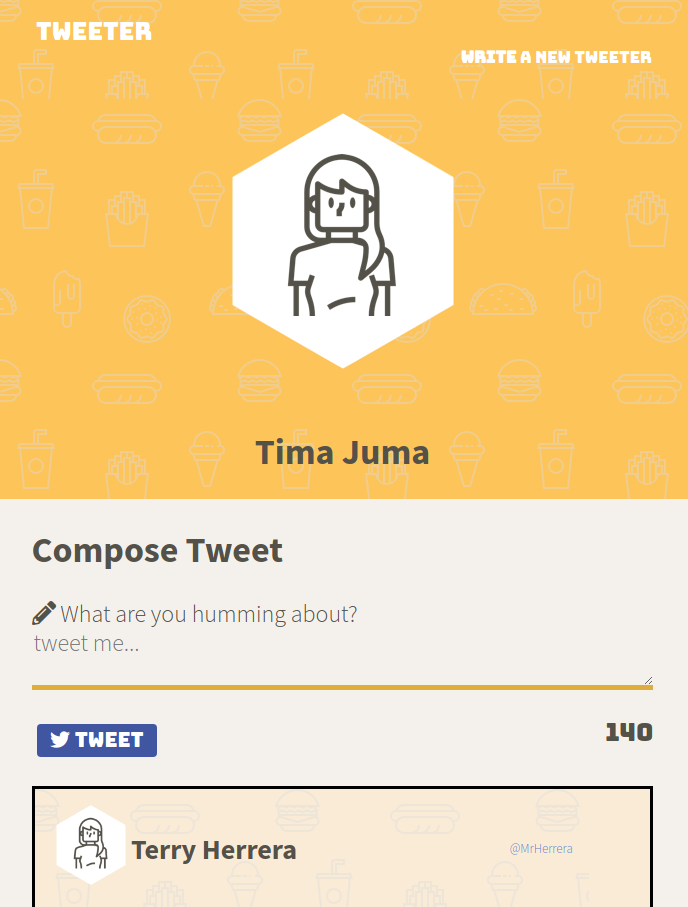 TWEETER
WRITE A NEW TWEETER
Tima Juma
Compose Tweet
What are you humming about?
tweet me...
TWEET
140
Terry Herrera
@MrHerrera